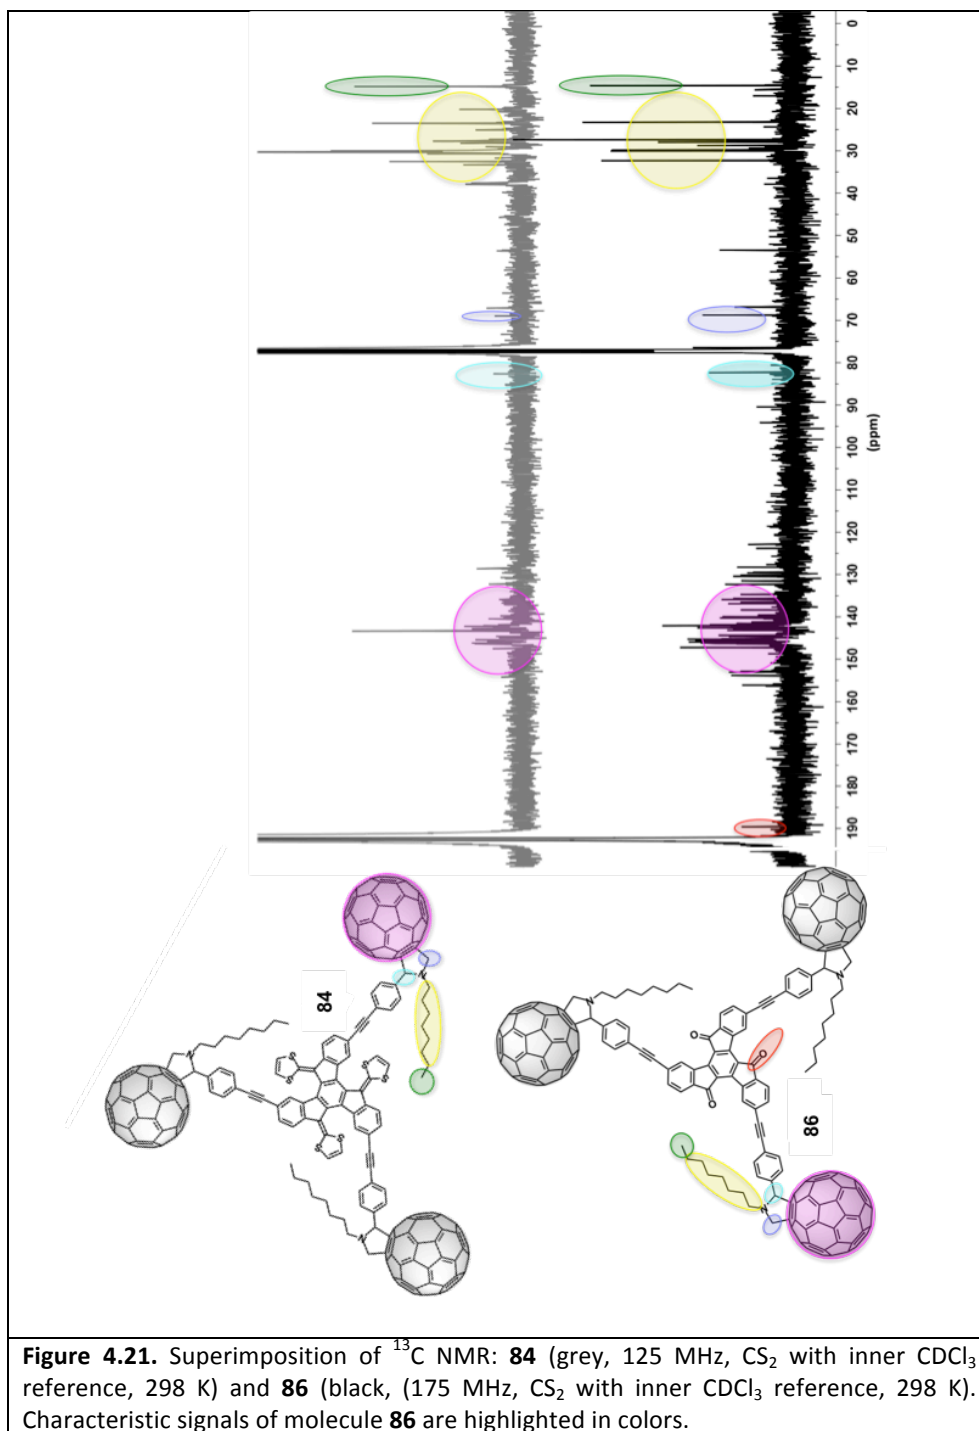 0
10
20
30
40
50
60
70
80
90
100
110
120
130
140
150
160
170
180
190
(ppm)
84
N
N
N
S
S
S
S
S
S
86
N
N
N
O
O
O
Figure 4.21. Superimposition of ¹³C NMR: 84 (grey, 125 MHz, CS₂ with inner CDCl₃
reference, 298 K) and 86 (black, (175 MHz, CS₂ with inner CDCl₃ reference, 298 K).
Characteristic signals of molecule 86 are highlighted in colors.